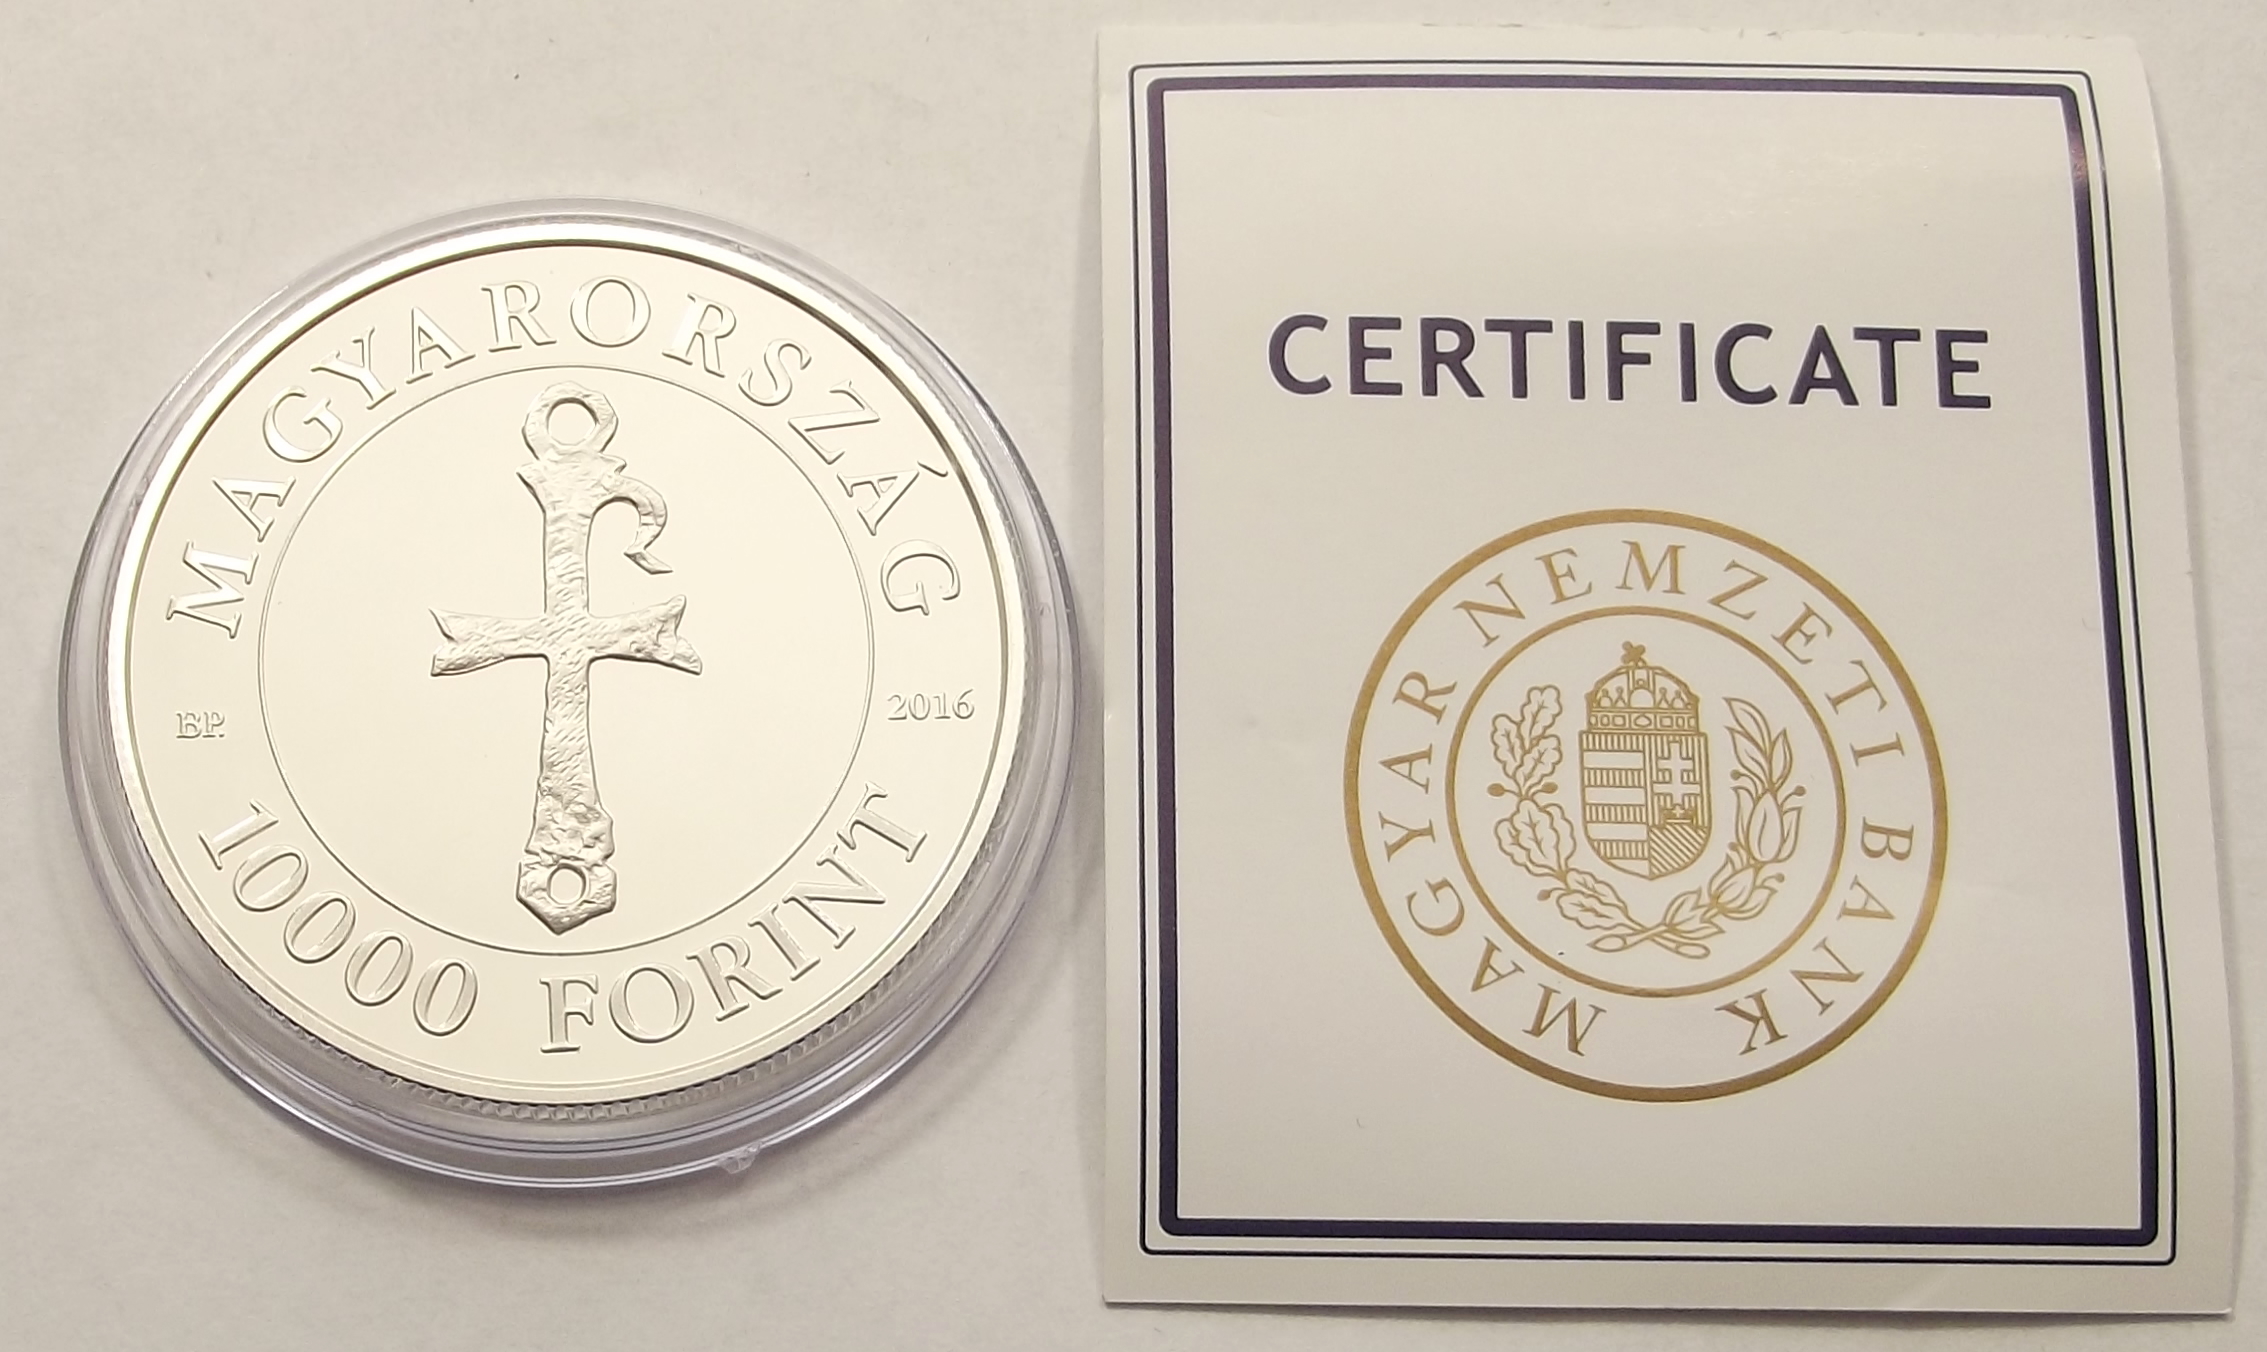 MAGYARORSZÁG
BP.
2016
10000 FORINT
CERTIFICATE
MAGYAR NEMZETI BANK